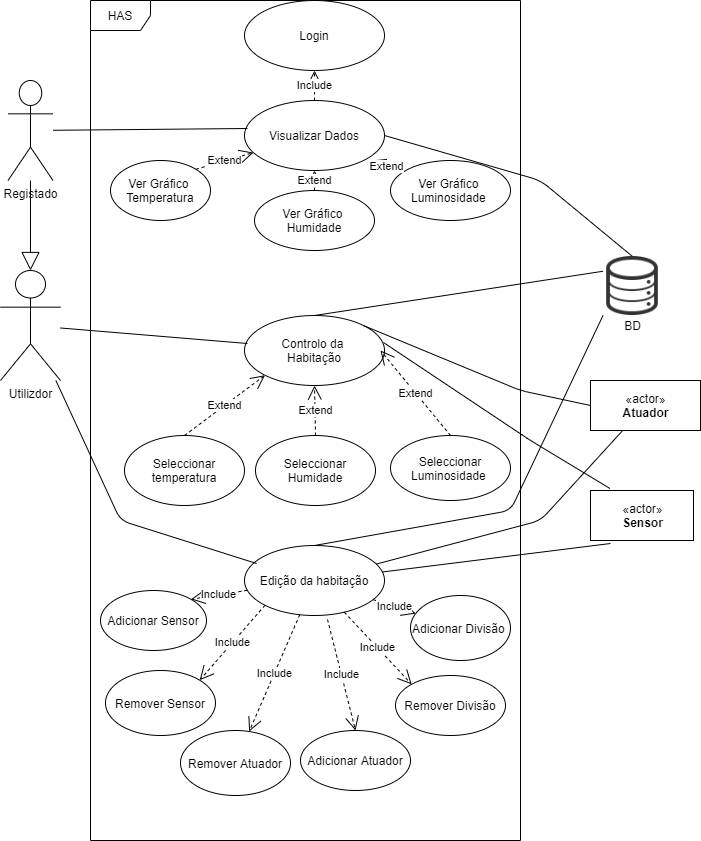 HAS
Login
Include
Visualizar Dados
Extend
Extend
Extend
Ver Gráfico
Temperatura
Ver Gráfico
Humidade
Ver Gráfico
Luminosidade
Registado
BD
Controlo da
Habitação
Utilizdor
«actor»
Atuador
Extend
Extend
Extend
Seleccionar
temperatura
Seleccionar
Humidade
Seleccionar
Luminosidade
«actor»
Sensor
Edição da habitação
Include
Include
Adicionar Sensor
Adicionar Divisão
Include
Include
Include
Include
Remover Sensor
Remover Divisão
Remover Atuador
Adicionar Atuador